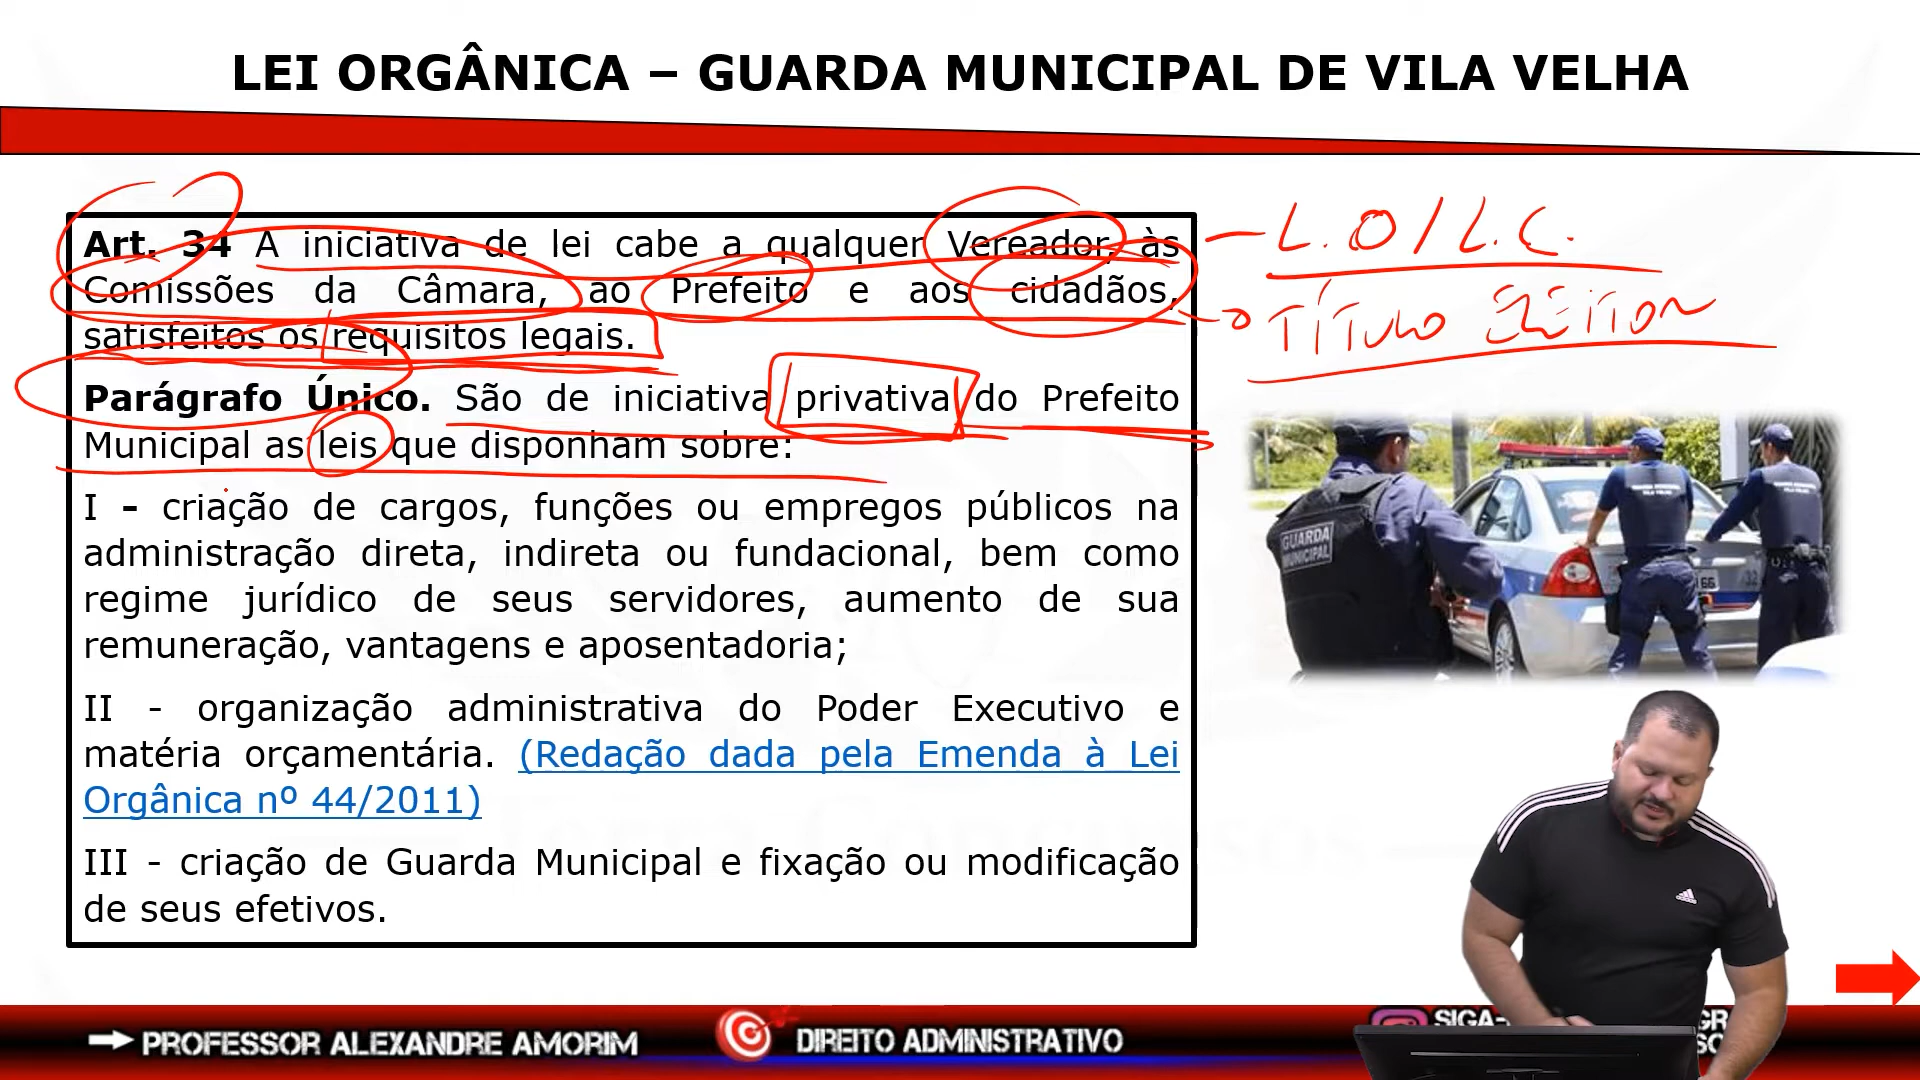 LEI ORGÂNICA – GUARDA MUNICIPAL DE VILA VELHA
Art. 34 A iniciativa de lei cabe a qualquer Vereador, às
Comissões da Câmara, ao Prefeito e aos cidadãos,
satisfeitos os requisitos legais.
Parágrafo Único. São de iniciativa privativa do Prefeito
Municipal as leis que disponham sobre:
I - criação de cargos, funções ou empregos públicos na
administração direta, indireta ou fundacional, bem como
regime jurídico de seus servidores, aumento de sua
remuneração, vantagens e aposentadoria;
II - organização administrativa do Poder Executivo e
matéria orçamentária. (Redação dada pela Emenda à Lei
Orgânica nº 44/2011)
III - criação de Guarda Municipal e fixação ou modificação
de seus efetivos.
L.O/L.C.
TÍTULO ELEITOR
GUARDA
MUNICIPAL
PROFESSOR ALEXANDRE AMORIM
DIREITO ADMINISTRATIVO
SIGA-